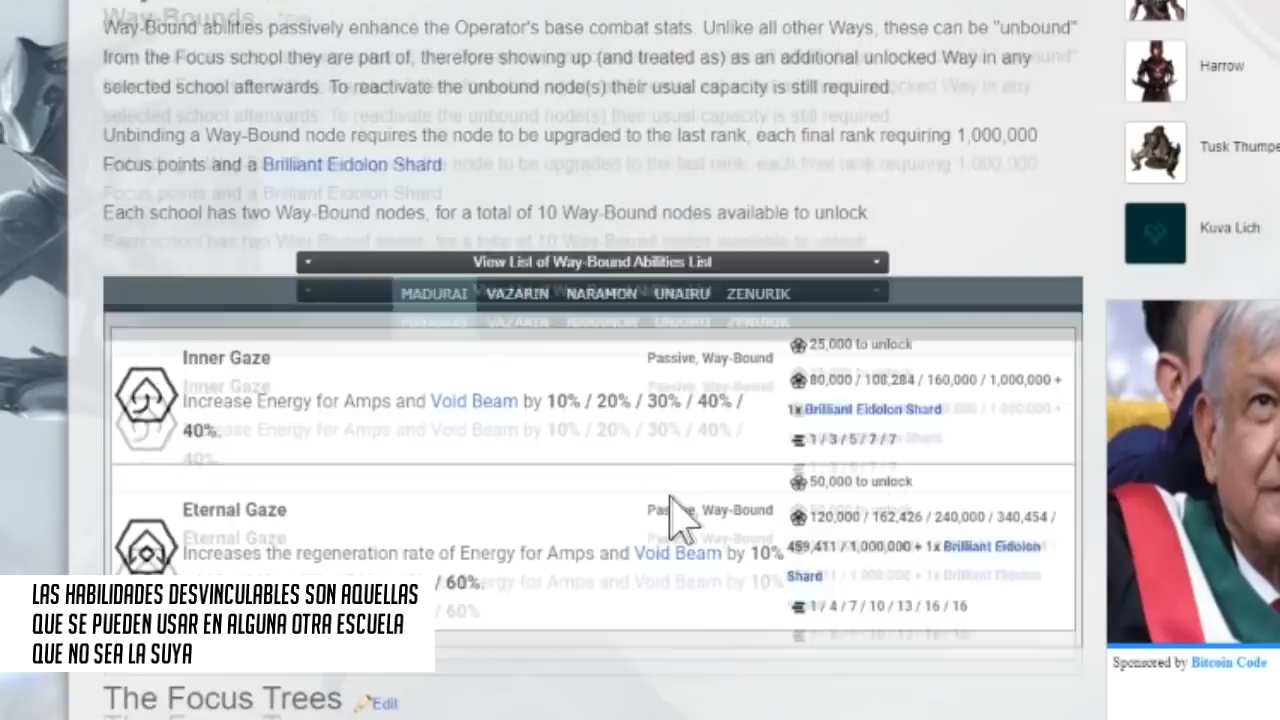 Way-Bounds
Way-Bound abilities passively enhance the Operator's base combat stats. Unlike all other Ways, these can be "unbound"
from the Focus school they are part of, therefore showing up (and treated as) as an additional unlocked Way in any
selected school afterwards. To reactivate the unbound node(s) their usual capacity is still required.
Unbinding a Way-Bound node requires the node to be upgraded to the last rank, each final rank requiring 1,000,000
Focus points and a Brilliant Eidolon Shard
Each school has two Way-Bound nodes, for a total of 10 Way-Bound nodes available to unlock
View List of Way-Bound Abilities List
MADURAI VAZARIN NARAMON UNAIRU ZENURIK
Inner Gaze
Passive, Way-Bound
Increase Energy for Amps and Void Beam by 10% / 20% / 30% / 40% /
40%.
25,000 to unlock
80,000 / 108,284 / 160,000 / 1,000,000 +
1x Brilliant Eidolon Shard
1 / 3 / 5 / 7 / 7
Eternal Gaze
Passive, Way-Bound
Increases the regeneration rate of Energy for Amps and Void Beam by 10%
/ 60%.
50,000 to unlock
120,000 / 162,426 / 240,000 / 340,454 /
459,411 / 1,000,000 + 1x Brilliant Eidolon
Shard
1 / 4 / 7 / 10 / 13 / 16 / 16
The Focus Trees Edit
Harrow
Tusk Thumpe
Kuva Lich
Sponsored by Bitcoin Code
LAS HABILIDADES DESVINCULABLES SON AQUELLAS
QUE SE PUEDEN USAR EN ALGUNA OTRA ESCUELA
QUE NO SEA LA SUYA